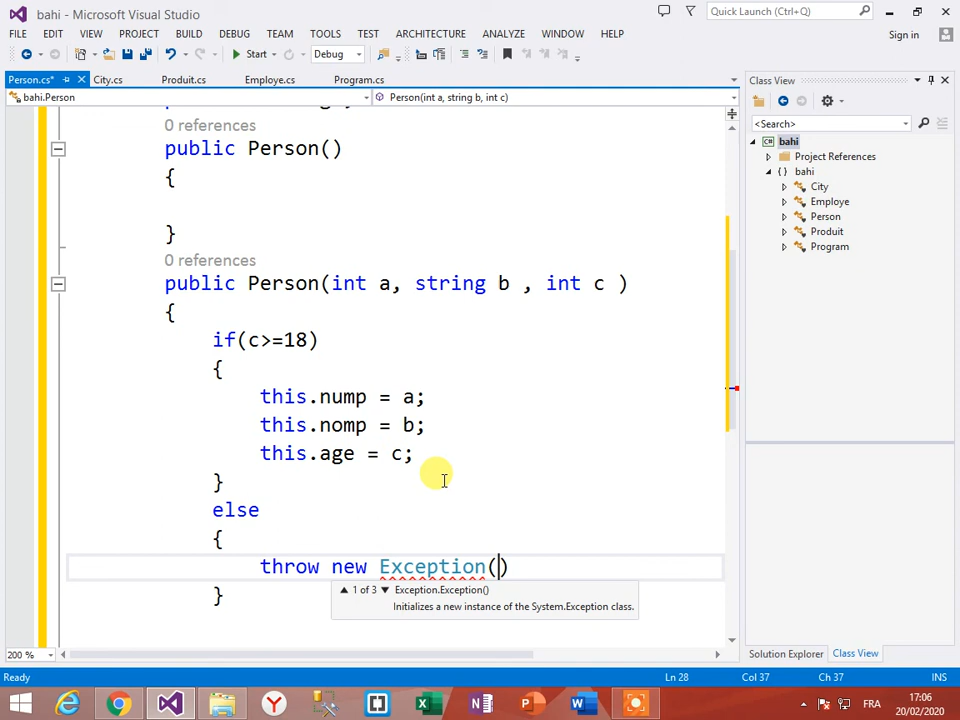 bahi - Microsoft Visual Studio
Quick Launch (Ctrl+Q)
FILE EDIT VIEW PROJECT BUILD DEBUG TEAM TOOLS TEST ARCHITECTURE ANALYZE WINDOW HELP
Sign in
Start Debug
Person.cs* City.cs Produit.cs Employe.cs Program.cs
bahi.Person Person(int a, string b, int c)
0 references
public Person()
{
}
0 references
public Person(int a, string b , int c )
{
if(c>=18)
{
this.nump = a;
this.nomp = b;
this.age = c;
}
else
{
throw new Exception()
1 of 3 Exception.Exception()
Initializes a new instance of the System.Exception class.
}
200 %
Class View
<Search>
bahi
Project References
bahi
City
Employe
Person
Produit
Program
Solution Explorer Class View
Ready Ln 28 Col 37 Ch 37 INS
FR 17:06
20/02/2020